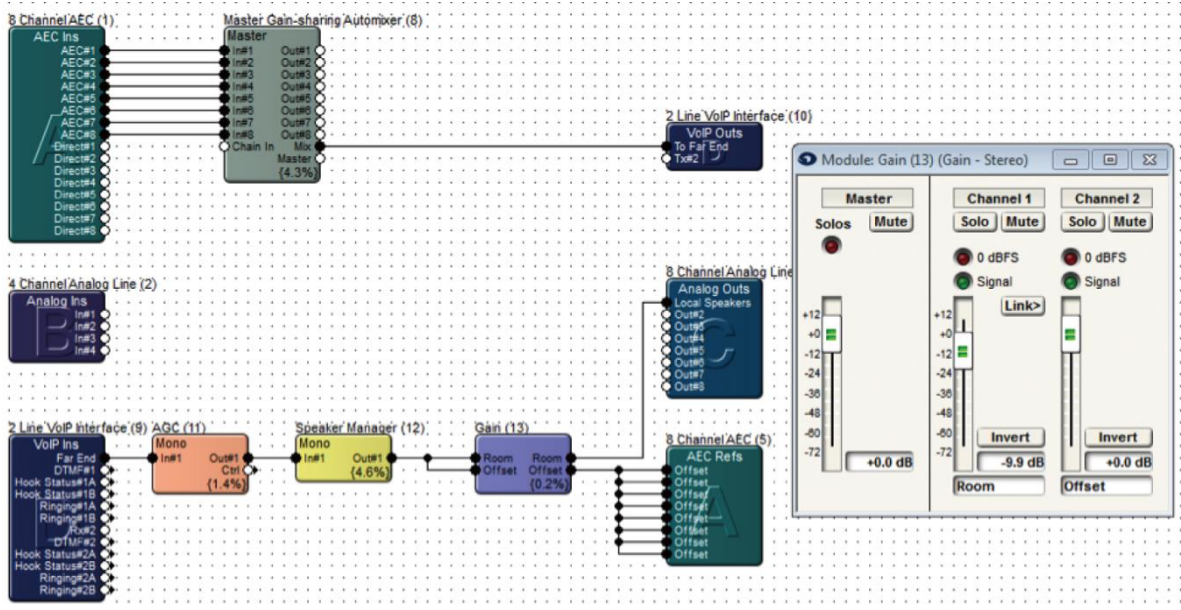 8 Channel AEC (1)
AEC Ins
AEC#1
AEC#2
AEC#3
AEC#4
AEC#5
AEC#6
AEC#7
AEC#8
Direct#1
Direct#2
Direct#3
Direct#4
Direct#5
Direct#6
Direct#7
Direct#8
A
Master Gain-sharing Automixer (8)
Master
In#1 Out#1
In#2 Out#2
In#3 Out#3
In#4 Out#4
In#5 Out#5
In#6 Out#6
In#7 Out#7
In#8 Out#8
Chain In Mix
Master
{4.3%}
2 Line VoIP Interface (10)
VoIP Outs
To Far End
Tx#2
D
4 Channel Analog Line (2)
Analog Ins
In#1
In#2
In#3
In#4
B
8 Channel Analog Line
Analog Outs
Local Speakers
Out#2
Out#3
Out#4
Out#5
Out#6
Out#7
Out#8
C
2 Line VoIP Interface (9)
VoIP Ins
Far End
DTMF#1
Hook Status#1A
Hook Status#1B
Ringing#1A
Ringing#1B
Rx#2
DTMF#2
Hook Status#2A
Hook Status#2B
Ringing#2A
Ringing#2B
AGC (11)
Mono
In#1 Out#1
Ctrl
{1.4%}
Speaker Manager (12)
Mono
In#1 Out#1
{4.6%}
Gain (13)
Room Room
Offset Offset
{0.2%}
8 Channel AEC (5)
AEC Refs
Offset
Offset
Offset
Offset
Offset
Offset
Offset
Offset
A
Module: Gain (13) (Gain - Stereo)
Master
Solos Mute
+12
+0
-12
-24
-36
-48
-60
-72
+0.0 dB
Channel 1
Solo Mute
0 dBFS
Signal
Link>
+12
+0
-12
-24
-36
-48
-60
-72
Invert
-9.9 dB
Room
Channel 2
Solo Mute
0 dBFS
Signal
Invert
+0.0 dB
Offset